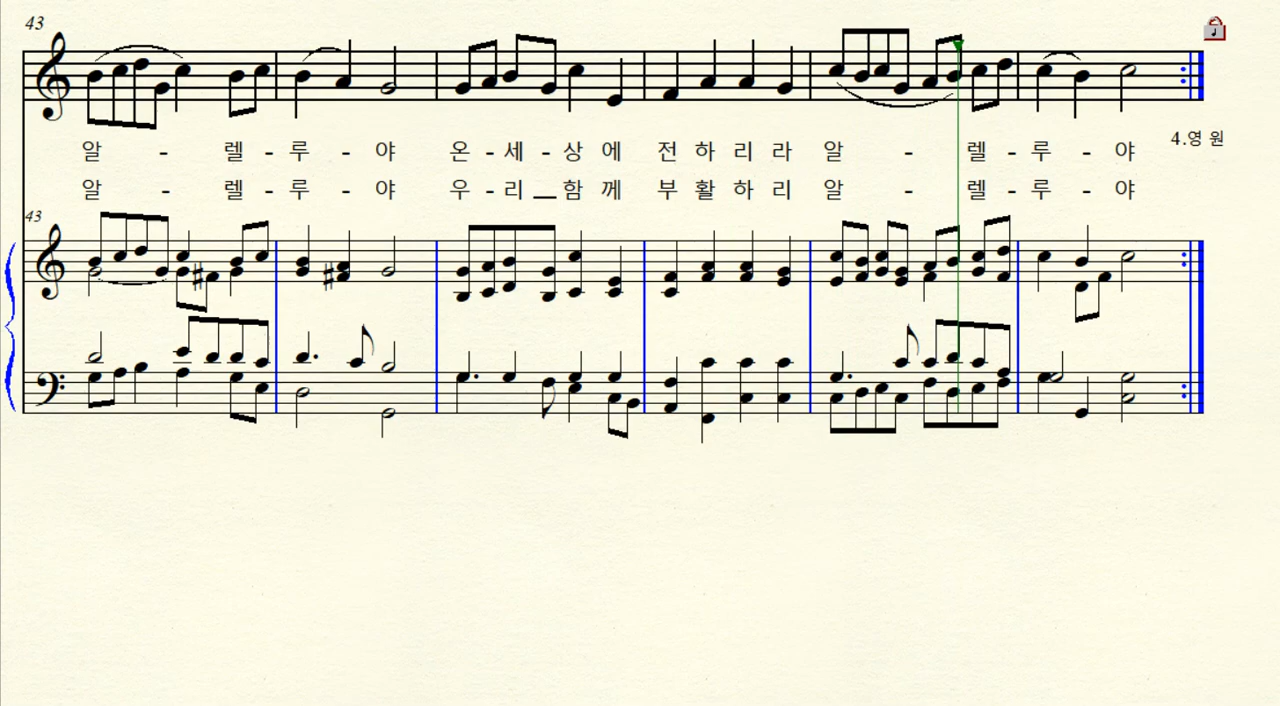 43
알 - 렐 - 루 - 야 온 - 세 - 상 에 전 하 리 라 알 - 렐 - 루 - 야 4.영 원
알 - 렐 - 루 - 야 우 - 리 __ 함 께 부 활 하 리 알 - 렐 - 루 - 야
43